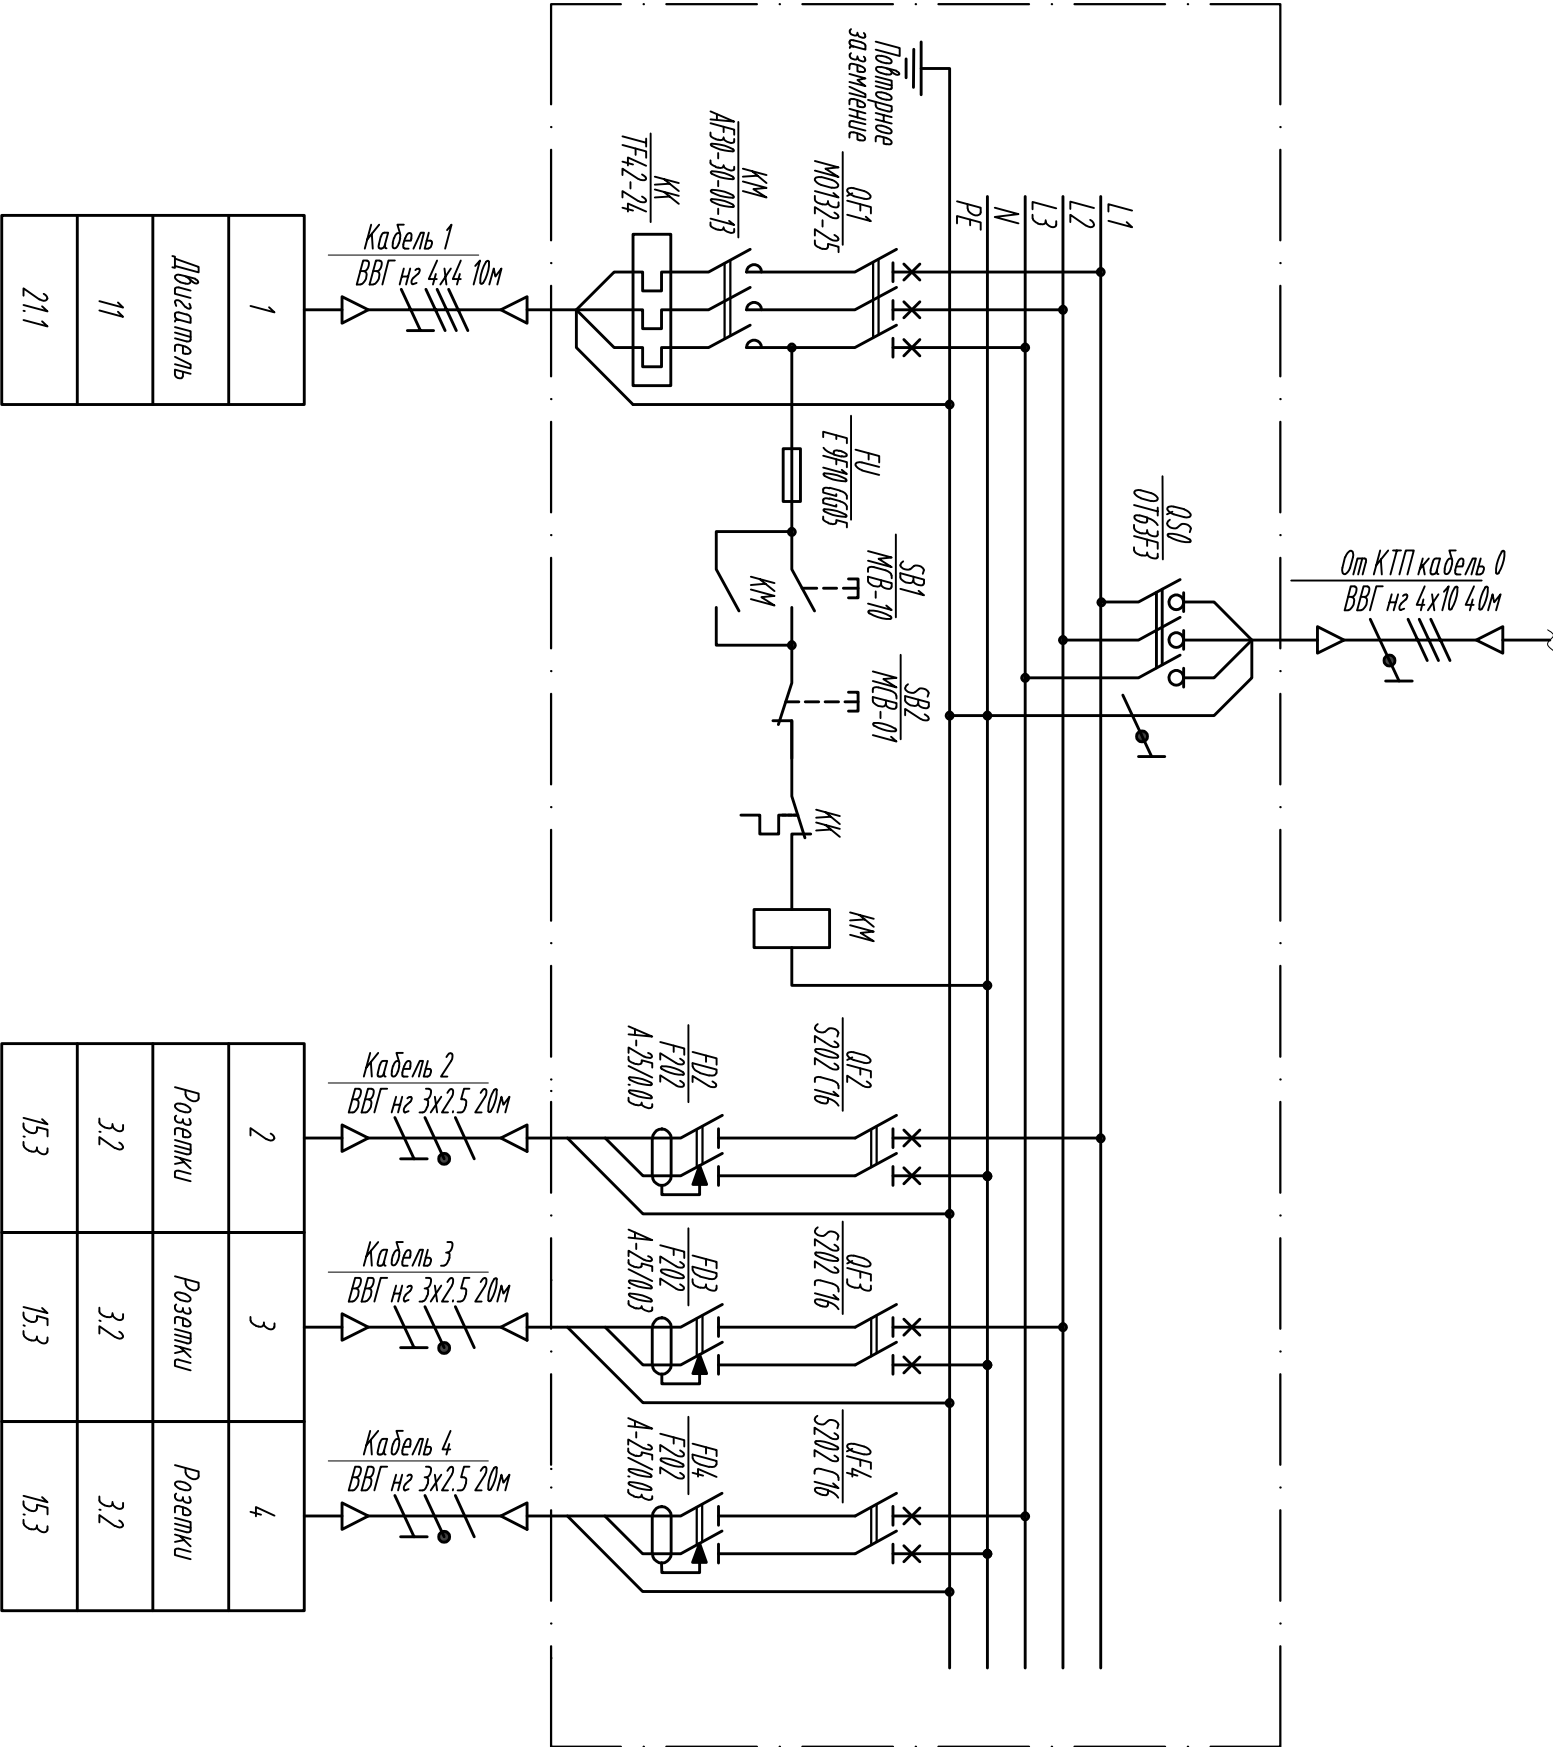 От КТП кабель 0
ВВГ нг 4х10 40м
QS0
OT63F3
L1
L2
L3
N
PE
Повторное
заземление
QF1
MO132-25
KM
AF30-30-00-13
KK
TF42-24
FU
E 9F10 GG05
SB1
MCB-10
KM
SB2
MCB-01
KK
KM
QF2
S202 C16
FD2
F202
A-25/0.03
QF3
S202 C16
FD3
F202
A-25/0.03
QF4
S202 C16
FD4
F202
A-25/0.03
Кабель 1
ВВГ нг 4х4 10м
Кабель 2
ВВГ нг 3х2.5 20м
Кабель 3
ВВГ нг 3х2.5 20м
Кабель 4
ВВГ нг 3х2.5 20м
1
2
3
4
Двигатель
Розетки
Розетки
Розетки
11
3.2
3.2
3.2
21.1
15.3
15.3
15.3